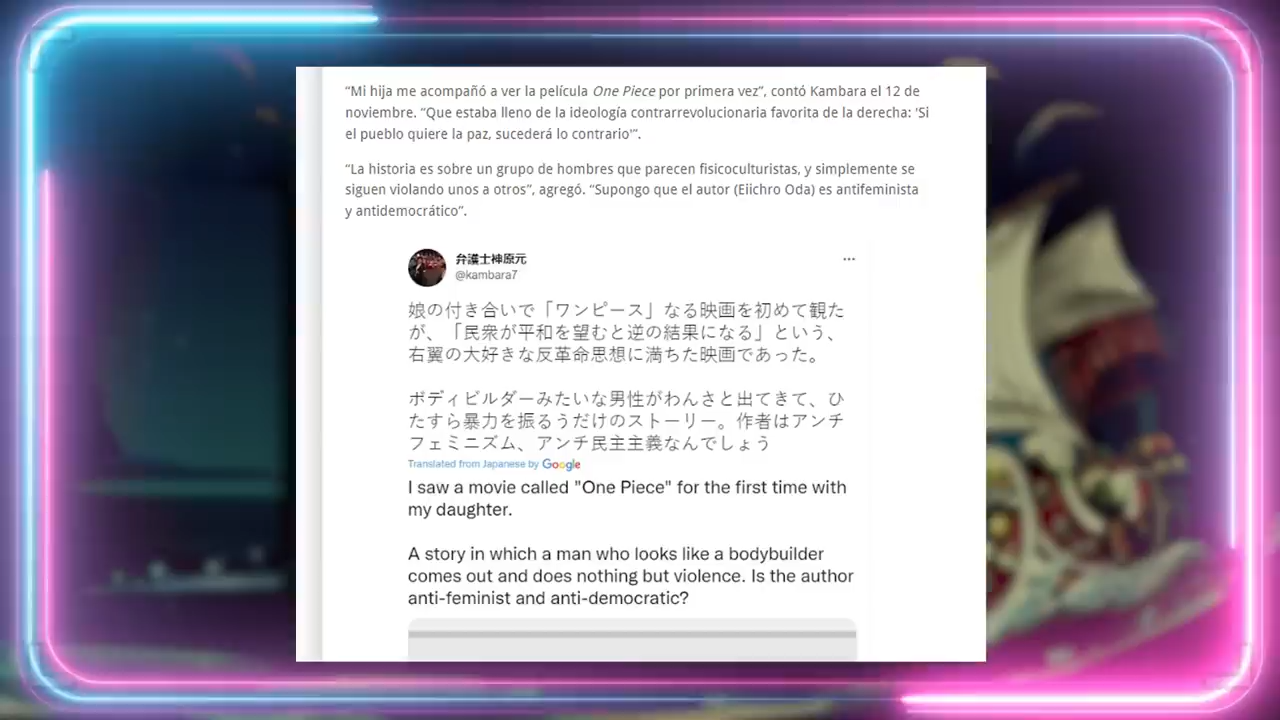 “Mi hija me acompañó a ver la película One Piece por primera vez”, contó Kambara el 12 de
noviembre. “Que estaba lleno de la ideología contrarrevolucionaria favorita de la derecha: 'Si
el pueblo quiere la paz, sucederá lo contrario'”.
“La historia es sobre un grupo de hombres que parecen fisicoculturistas, y simplemente se
siguen violando unos a otros”, agregó. “Supongo que el autor (Eiichro Oda) es antifeminista
y antidemocrático”.
弁護士神原元
@kambara7
娘の付き合いで「ワンピース」なる映画を初めて観た
が、「民衆が平和を望むと逆の結果になる」という、
右翼の大好きな反革命思想に満ちた映画であった。
ボディビルダーみたいな男性がわんさと出てきて、ひ
たすら暴力を振るうだけのストーリー。作者はアンチ
フェミニズム、アンチ民主主義なんでしょう
Translated from Japanese by Google
I saw a movie called "One Piece" for the first time with
my daughter.
A story in which a man who looks like a bodybuilder
comes out and does nothing but violence. Is the author
anti-feminist and anti-democratic?